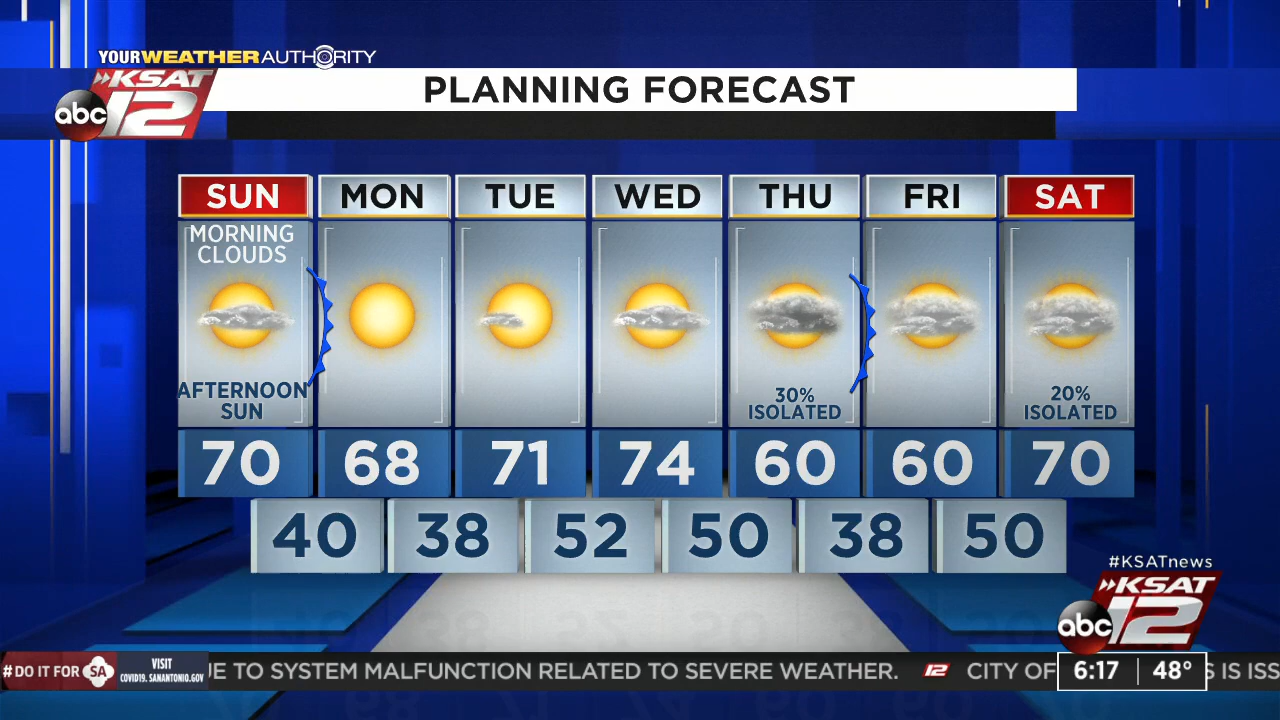 YOURWEATHERAUTHORITY
KSAT
abc 12
PLANNING FORECAST
SUN MON TUE WED THU FRI SAT
MORNING
CLOUDS
AFTERNOON
SUN
30%
ISOLATED
20%
ISOLATED
70 68 71 74 60 60 70
40 38 52 50 38 50
#KSATnews
KSAT
abc 12
#DO IT FOR SA
VISIT
COVID19.SANANTONIO.GOV
UE TO SYSTEM MALFUNCTION RELATED TO SEVERE WEATHER. 12 CITY OF
6:17 48°
S IS ISS